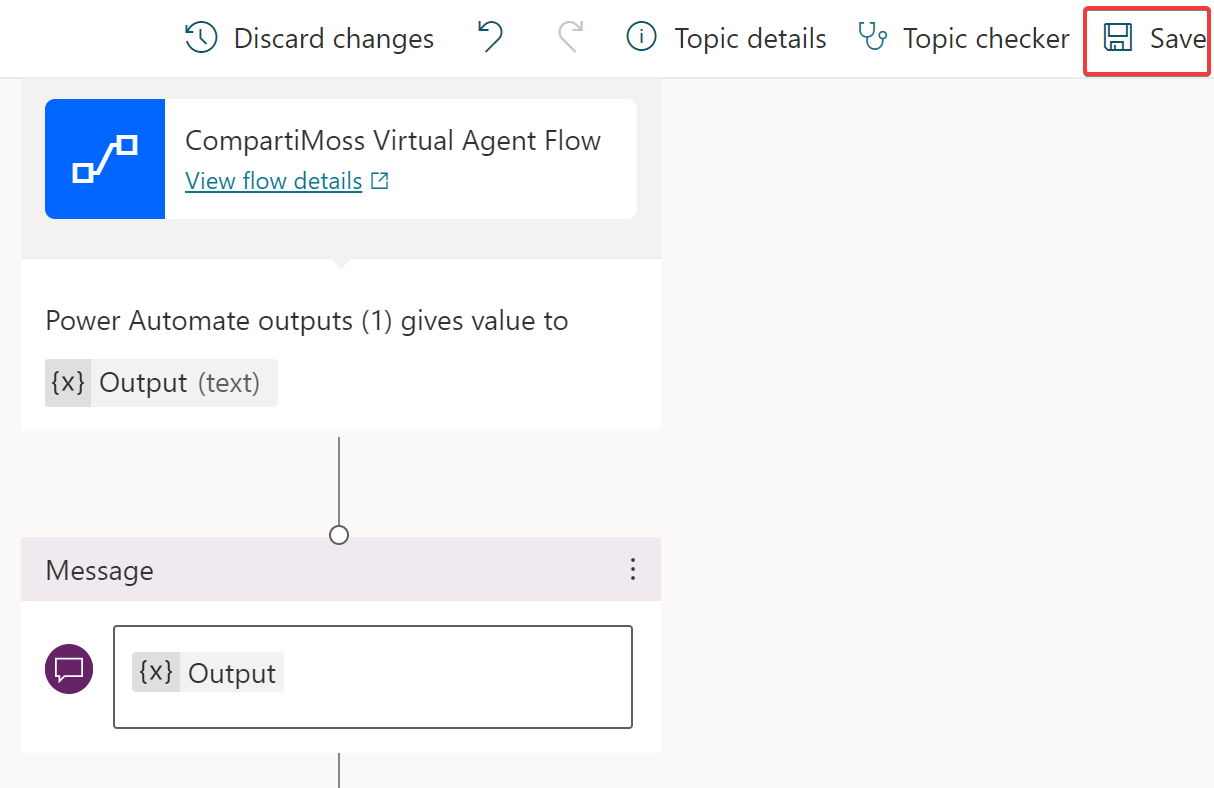 Discard changes Topic details Topic checker Save
CompartiMoss Virtual Agent Flow
View flow details
Power Automate outputs (1) gives value to
{x} Output (text)
Message
{x} Output